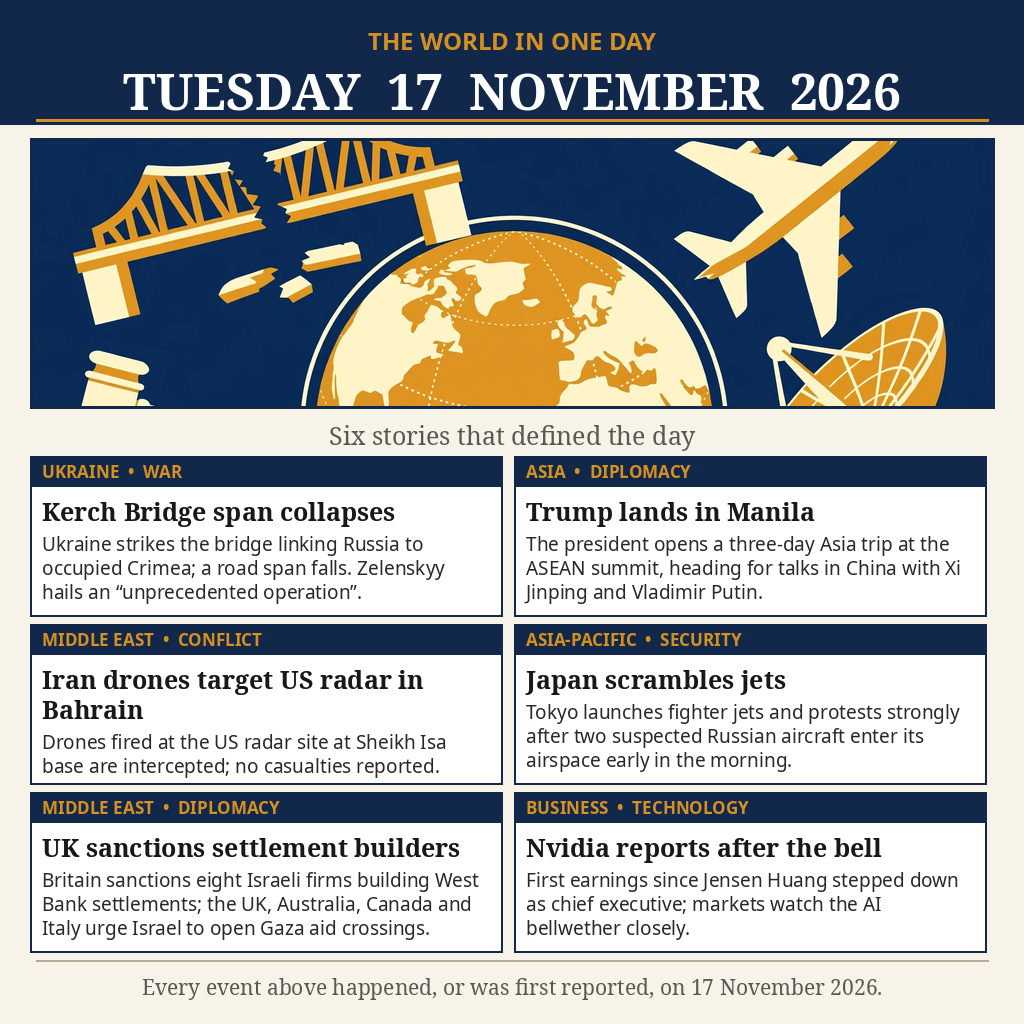 THE WORLD IN ONE DAY
TUESDAY 17 NOVEMBER 2026
Six stories that defined the day
UKRAINE • WAR
Kerch Bridge span collapses
Ukraine strikes the bridge linking Russia to
occupied Crimea; a road span falls. Zelenskyy
hails an “unprecedented operation”.
ASIA • DIPLOMACY
Trump lands in Manila
The president opens a three-day Asia trip at the
ASEAN summit, heading for talks in China with Xi
Jinping and Vladimir Putin.
MIDDLE EAST • CONFLICT
Iran drones target US radar in
Bahrain
Drones fired at the US radar site at Sheikh Isa
base are intercepted; no casualties reported.
ASIA-PACIFIC • SECURITY
Japan scrambles jets
Tokyo launches fighter jets and protests strongly
after two suspected Russian aircraft enter its
airspace early in the morning.
MIDDLE EAST • DIPLOMACY
UK sanctions settlement builders
Britain sanctions eight Israeli firms building West
Bank settlements; the UK, Australia, Canada and
Italy urge Israel to open Gaza aid crossings.
BUSINESS • TECHNOLOGY
Nvidia reports after the bell
First earnings since Jensen Huang stepped down
as chief executive; markets watch the AI
bellwether closely.
Every event above happened, or was first reported, on 17 November 2026.